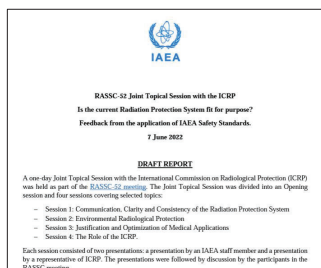 IAEA
RASSC-52 Joint Topical Session with the ICRP
Is the current Radiation Protection System fit for purpose?
Feedback from the application of IAEA Safety Standards.
7 June 2022
DRAFT REPORT
A one-day Joint Topical Session with the International Commission on Radiological Protection (ICRP)
was held as part of the RASSC-52 meeting. The Joint Topical Session was divided into an Opening
session and four sessions covering selected topics:
– Session 1: Communication, Clarity and Consistency of the Radiation Protection System
– Session 2: Environmental Radiological Protection
– Session 3: Justification and Optimization of Medical Applications
– Session 4: The Role of the ICRP.
Each session consisted of two presentations: a presentation by an IAEA staff member and a presentation
by a representative of ICRP. The presentations were followed by discussion by the participants in the
RASSC meeting.